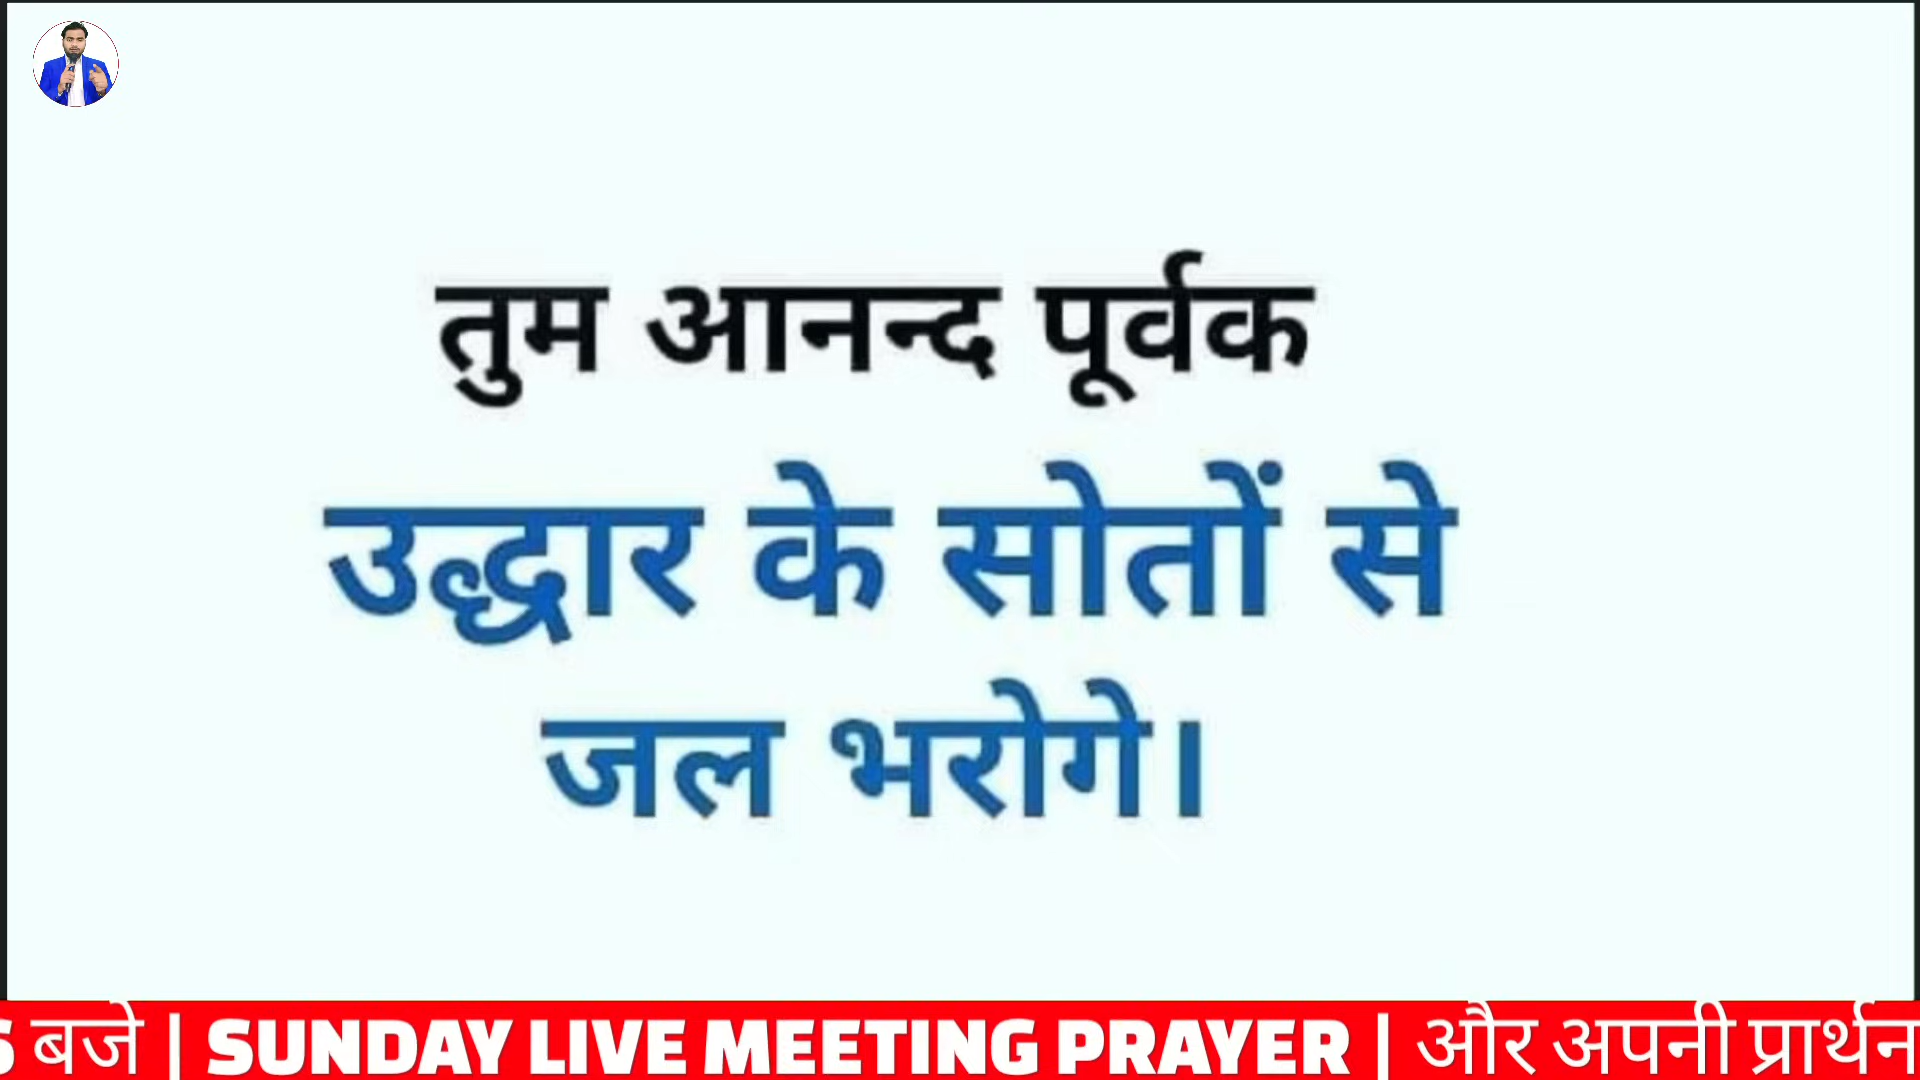 तुम आनन्द पूर्वक
उद्धार के सोतों से
जल भरोगे।
बजे | SUNDAY LIVE MEETING PRAYER | और अपनी